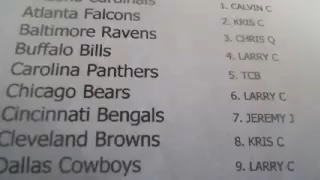 Cardinals 1. CALVIN C
Atlanta Falcons 2. KRIS C
Baltimore Ravens 3. CHRIS Q
Buffalo Bills 4. LARRY C
Carolina Panthers 5. TCB
Chicago Bears 6. LARRY C
Cincinnati Bengals 7. JEREMY J
Cleveland Browns 8. KRIS C
Dallas Cowboys 9. LARRY C